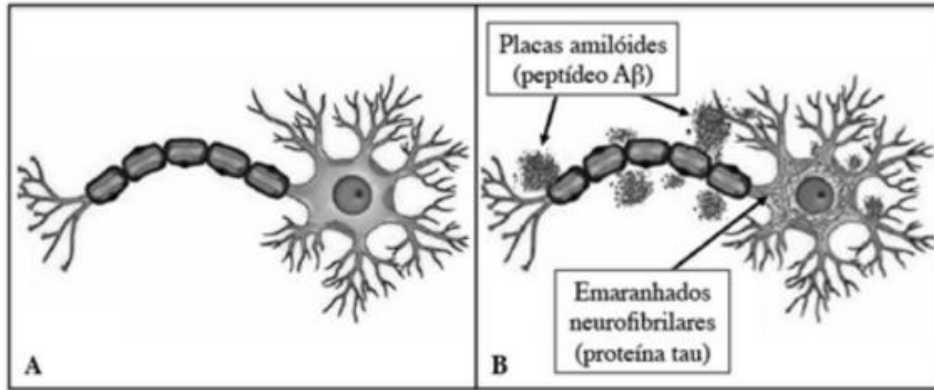 Placas amilóides
(peptídeo Aβ)
Emaranhados
neurofibrilares
(proteína tau)
A
B